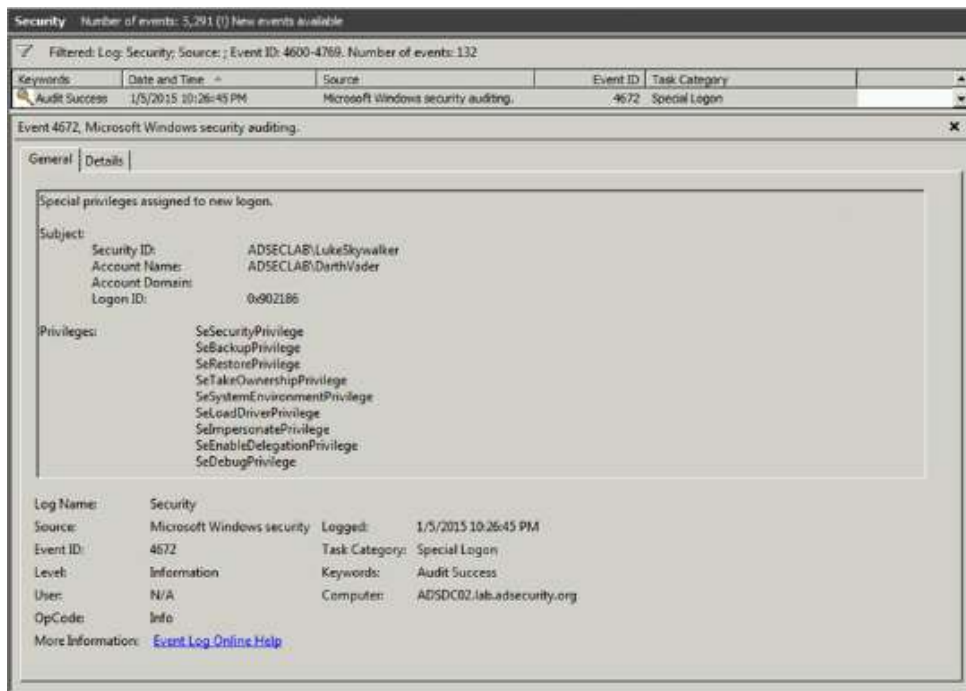 Security Number of events: 5,291 (!) New events available
Filtered: Log: Security; Source: ; Event ID: 4600-4769. Number of events: 132
Keywords Date and Time Source Event ID Task Category
Audit Success 1/5/2015 10:26:45 PM Microsoft Windows security auditing. 4672 Special Logon
Event 4672, Microsoft Windows security auditing.
General Details
Special privileges assigned to new logon.
Subject:
Security ID: ADSECLAB\LukeSkywalker
Account Name: ADSECLAB\DarthVader
Account Domain:
Logon ID: 0x902186
Privileges: SeSecurityPrivilege
SeBackupPrivilege
SeRestorePrivilege
SeTakeOwnershipPrivilege
SeSystemEnvironmentPrivilege
SeLoadDriverPrivilege
SeImpersonatePrivilege
SeEnableDelegationPrivilege
SeDebugPrivilege
Log Name: Security
Source: Microsoft Windows security Logged: 1/5/2015 10:26:45 PM
Event ID: 4672 Task Category: Special Logon
Level: Information Keywords: Audit Success
User: N/A Computer: ADSDC02.lab.adsecurity.org
OpCode: Info
More Information: Event Log Online Help